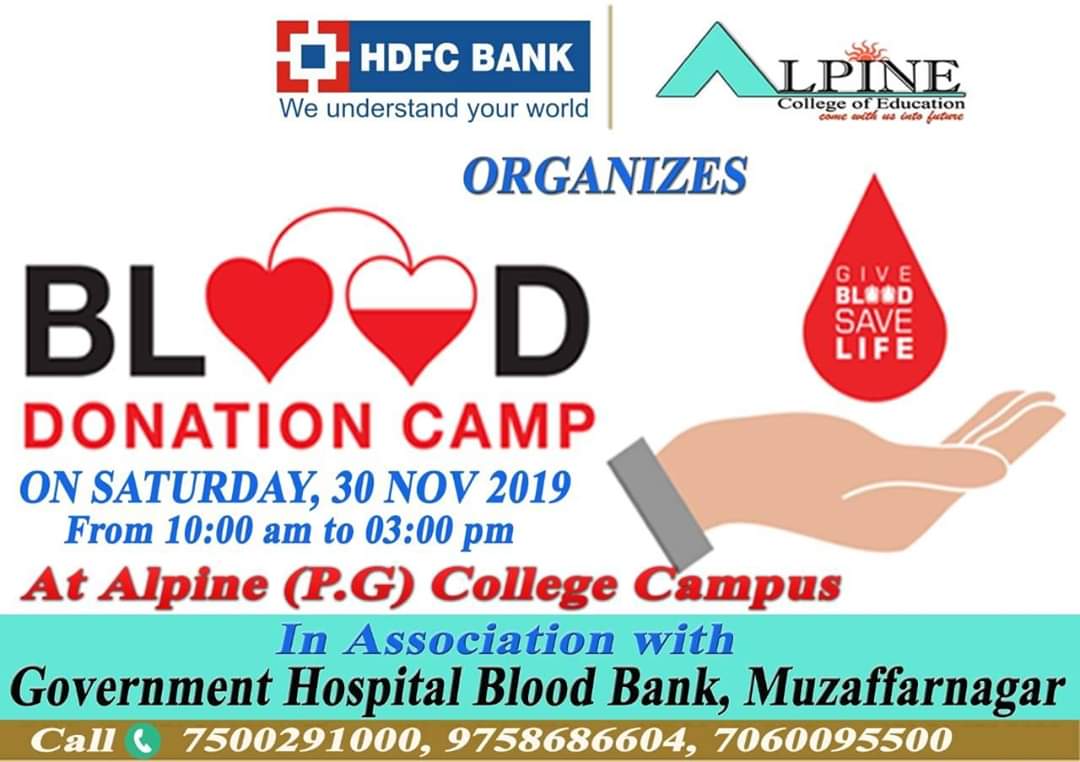 HDFC BANK
We understand your world
ALPINE
College of Education
come with us into future
ORGANIZES
BLOOD
DONATION CAMP
GIVE
BLOOD
SAVE
LIFE
ON SATURDAY, 30 NOV 2019
From 10:00 am to 03:00 pm
At Alpine (P.G) College Campus
In Association with
Government Hospital Blood Bank, Muzaffarnagar
Call 7500291000, 9758686604, 7060095500